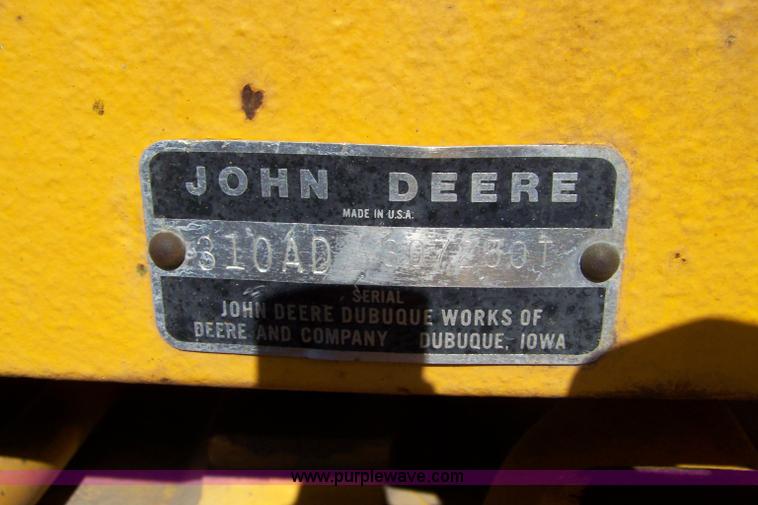 JOHN DEERE
MADE IN U.S.A.
310AD
SERIAL
JOHN DEERE DUBUQUE WORKS OF
DEERE AND COMPANY DUBUQUE, IOWA
www.purplewave.com